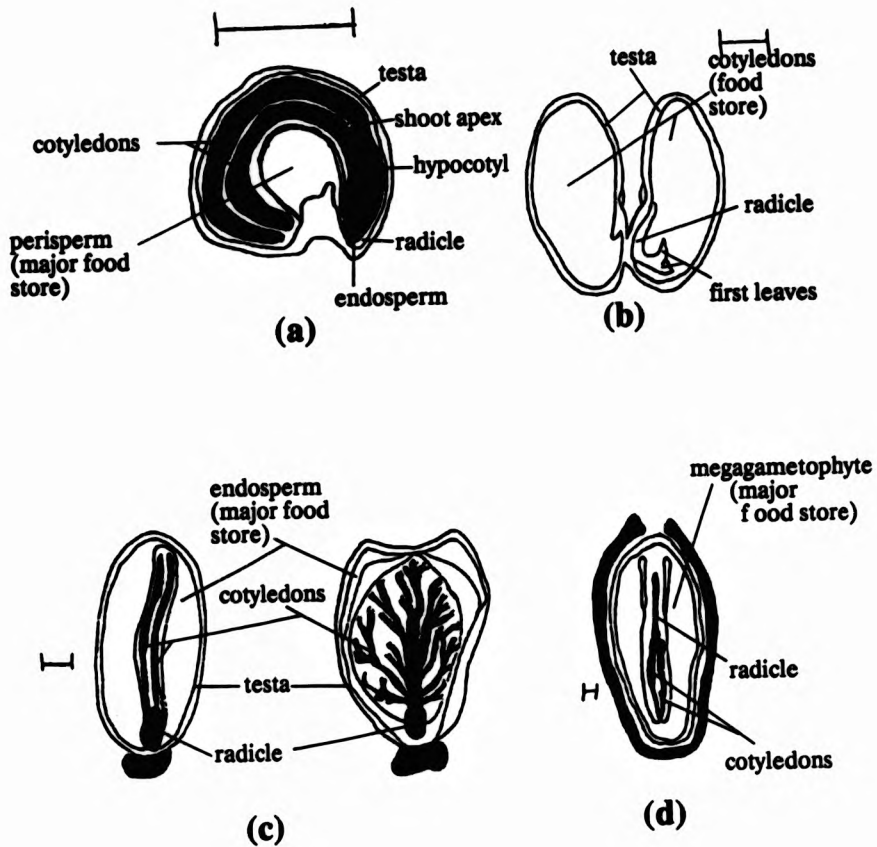 testa
shoot apex
cotyledons
hypocotyl
perisperm
(major food
store)
radicle
endosperm
(a)
testa
cotyledons
(food
store)
radicle
first leaves
(b)
endosperm
(major food
store)
cotyledons
testa
radicle
(c)
megagametophyte
(major
f ood store)
radicle
cotyledons
(d)